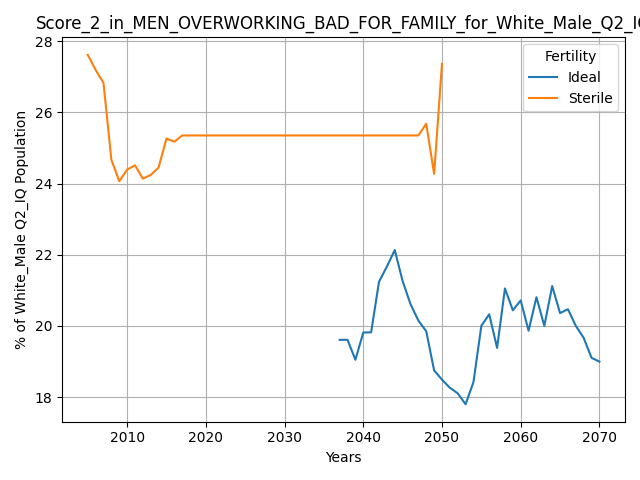 Score_2_in_MEN_OVERWORKING_BAD_FOR_FAMILY_for_White_Male_Q2_IQ
28
26
24
22
20
18
% of White_Male Q2_IQ Population
Fertility
Ideal
Sterile
2010 2020 2030 2040 2050 2060 2070
Years